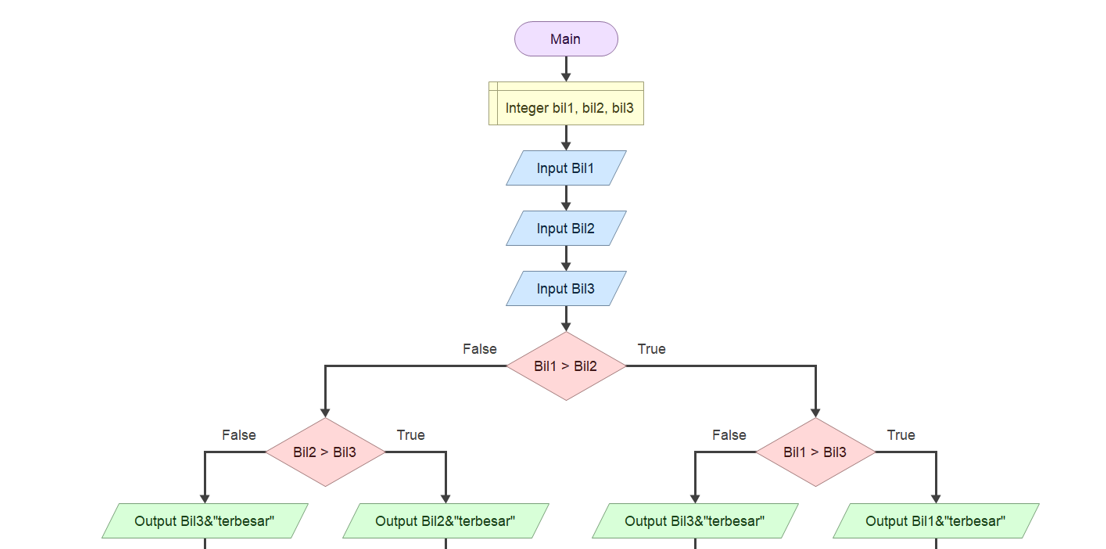 Main
Integer bil1, bil2, bil3
Input Bil1
Input Bil2
Input Bil3
False
True
Bil1 > Bil2
False
True
False
True
Bil2 > Bil3
Bil1 > Bil3
Output Bil3&"terbesar"
Output Bil2&"terbesar"
Output Bil3&"terbesar"
Output Bil1&"terbesar"